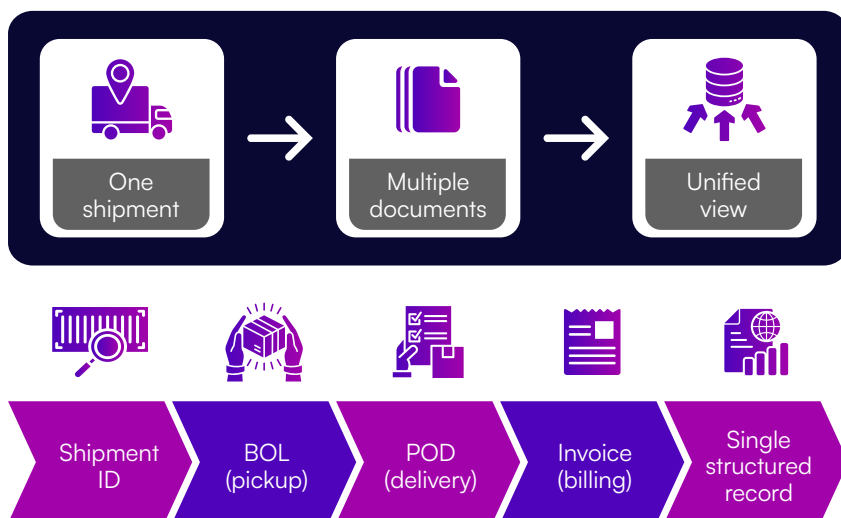 One
shipment
Multiple
documents
Unified
view
Shipment
ID
BOL
(pickup)
POD
(delivery)
Invoice
(billing)
Single
structured
record